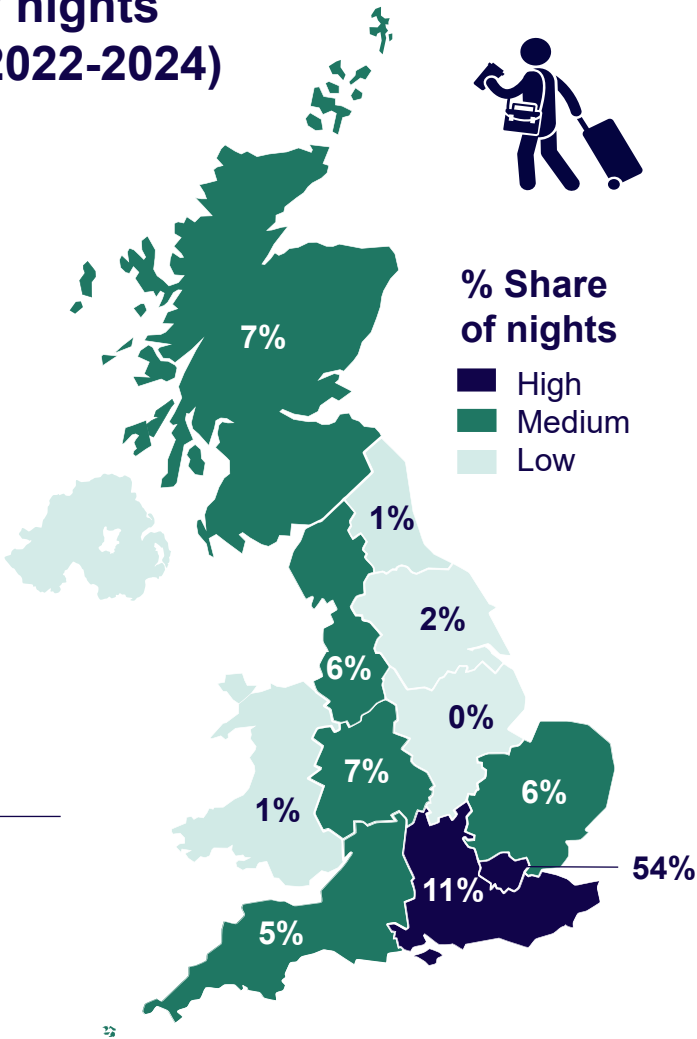 nights
2022-2024)
% Share
of nights
High
Medium
Low
7%
1%
2%
6%
0%
7%
6%
1%
54%
11%
5%